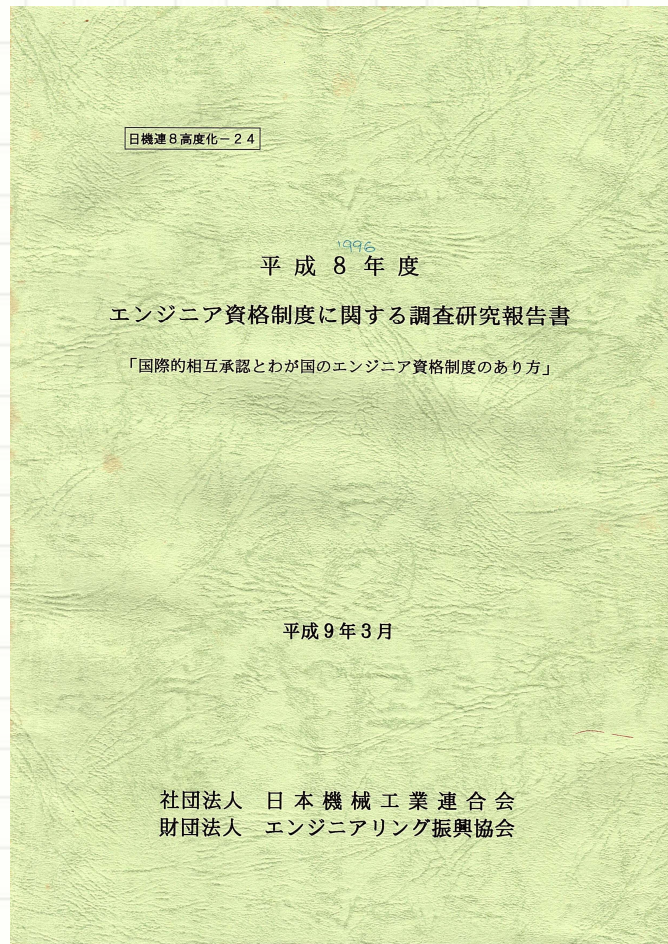 日機連8高度化－24
'996
平成8年度
エンジニア資格制度に関する調査研究報告書
「国際的相互承認とわが国のエンジニア資格制度のあり方」
平成9年3月
社団法人　日本機械工業連合会
財団法人　エンジニアリング振興協会